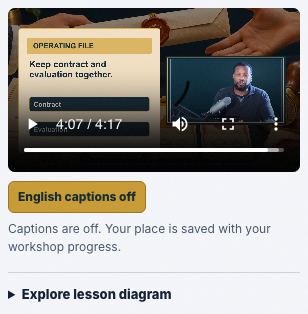 OPERATING FILE
Keep contract and
evaluation together.
Contract
Evaluation
4:07 / 4:17
English captions off
Captions are off. Your place is saved with your
workshop progress.
Explore lesson diagram